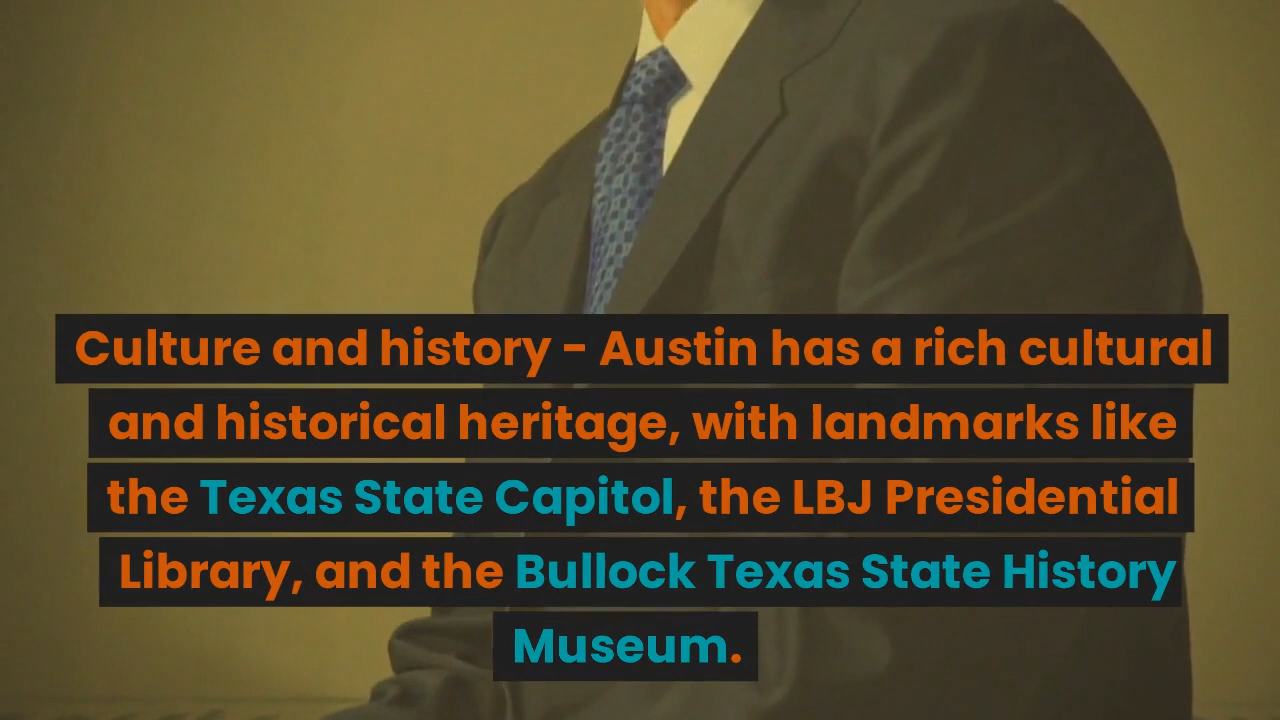 Culture and history - Austin has a rich cultural
and historical heritage, with landmarks like
the Texas State Capitol, the LBJ Presidential
Library, and the Bullock Texas State History
Museum.